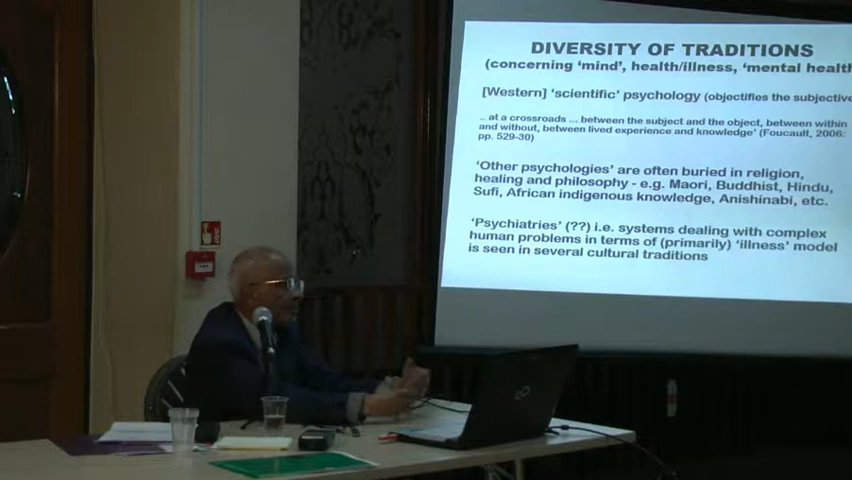 DIVERSITY OF TRADITIONS
(concerning 'mind', health/illness, 'mental health
[Western] 'scientific' psychology (objectifies the subjective
.. at a crossroads ... between the subject and the object, between within
and without, between lived experience and knowledge' (Foucault, 2006:
pp. 529-30)
'Other psychologies' are often buried in religion,
healing and philosophy - e.g. Maori, Buddhist, Hindu,
Sufi, African indigenous knowledge, Anishinabi, etc.
'Psychiatries' (??) i.e. systems dealing with complex
human problems in terms of (primarily) 'illness' model
is seen in several cultural traditions